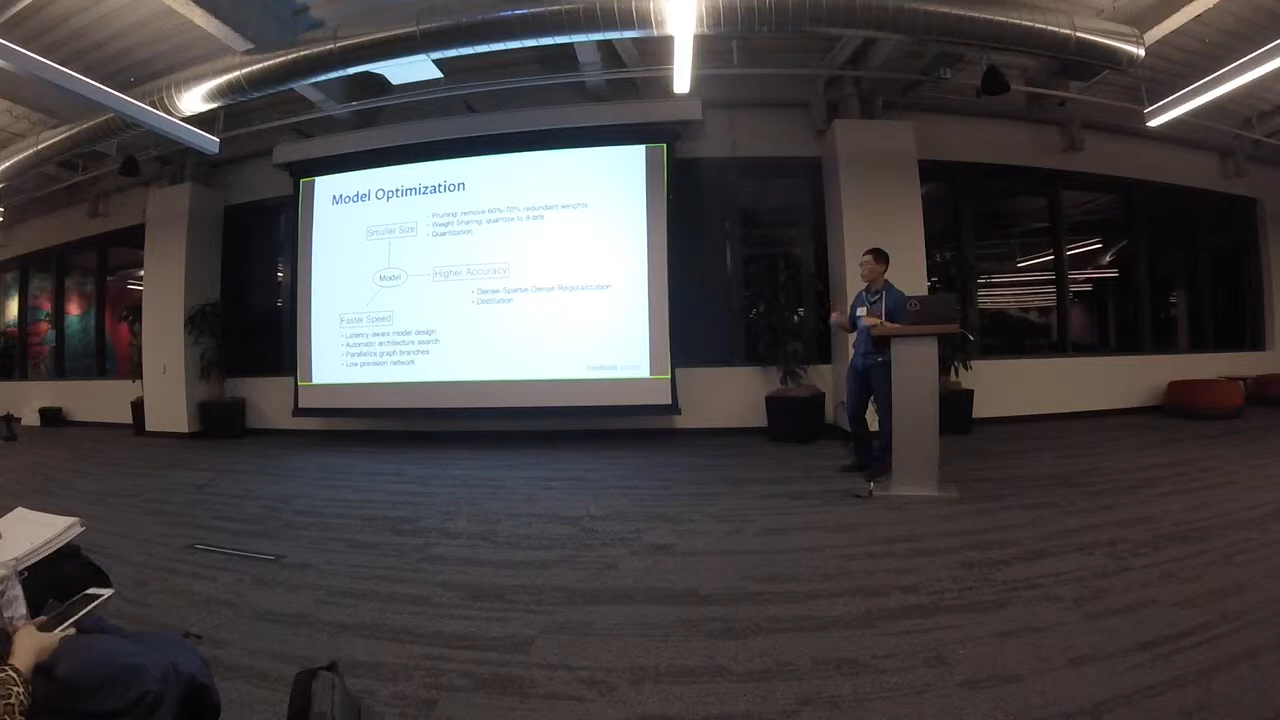 Model Optimization
• Pruning: remove 60%-70% redundant weights
• Weight Sharing: quantize to 8-bits
• Quantization
Smaller Size
Model
Higher Accuracy
• Dense-Sparse-Dense Regularization
• Distillation
Faster Speed
• Latency-aware model design
• Automatic architecture search
• Parallelize graph branches
• Low precision network